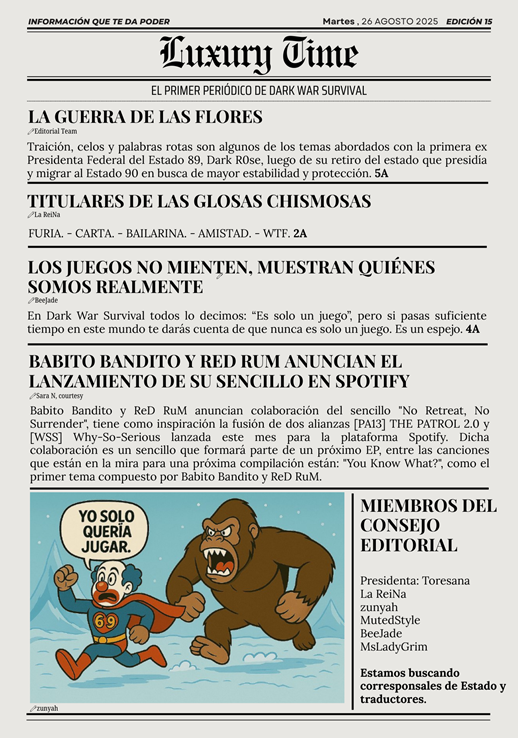 INFORMACIÓN QUE TE DA PODER
Martes , 26 AGOSTO 2025 EDICIÓN 15
Luxury Time
EL PRIMER PERIÓDICO DE DARK WAR SURVIVAL
LA GUERRA DE LAS FLORES
Editorial Team
Traición, celos y palabras rotas son algunos de los temas abordados con la primera ex
Presidenta Federal del Estado 89, Dark R0se, luego de su retiro del estado que presidía
y migrar al Estado 90 en busca de mayor estabilidad y protección. 5A
TITULARES DE LAS GLOSAS CHISMOSAS
La ReiNa
FURIA. - CARTA. - BAILARINA. - AMISTAD. - WTF. 2A
LOS JUEGOS NO MIENTEN, MUESTRAN QUIÉNES
SOMOS REALMENTE
BeeJade
En Dark War Survival todos lo decimos: “Es solo un juego”, pero si pasas suficiente
tiempo en este mundo te darás cuenta de que nunca es solo un juego. Es un espejo. 4A
BABITO BANDITO Y RED RUM ANUNCIAN EL
LANZAMIENTO DE SU SENCILLO EN SPOTIFY
Sara N, courtesy
Babito Bandito y ReD RuM anuncian colaboración del sencillo "No Retreat, No
Surrender", tiene como inspiración la fusión de dos alianzas [PA13] THE PATROL 2.0 y
[WSS] Why-So-Serious lanzada este mes para la plataforma Spotify. Dicha
colaboración es un sencillo que formará parte de un próximo EP, entre las canciones
que están en la mira para una próxima compilación están: "You Know What?", como el
primer tema compuesto por Babito Bandito y ReD RuM.
YO SOLO
QUERÍA
JUGAR.
69
zunyah
MIEMBROS DEL
CONSEJO
EDITORIAL
Presidenta: Toresana
La ReiNa
zunyah
MutedStyle
BeeJade
MsLadyGrim
Estamos buscando
corresponsales de Estado y
traductores.